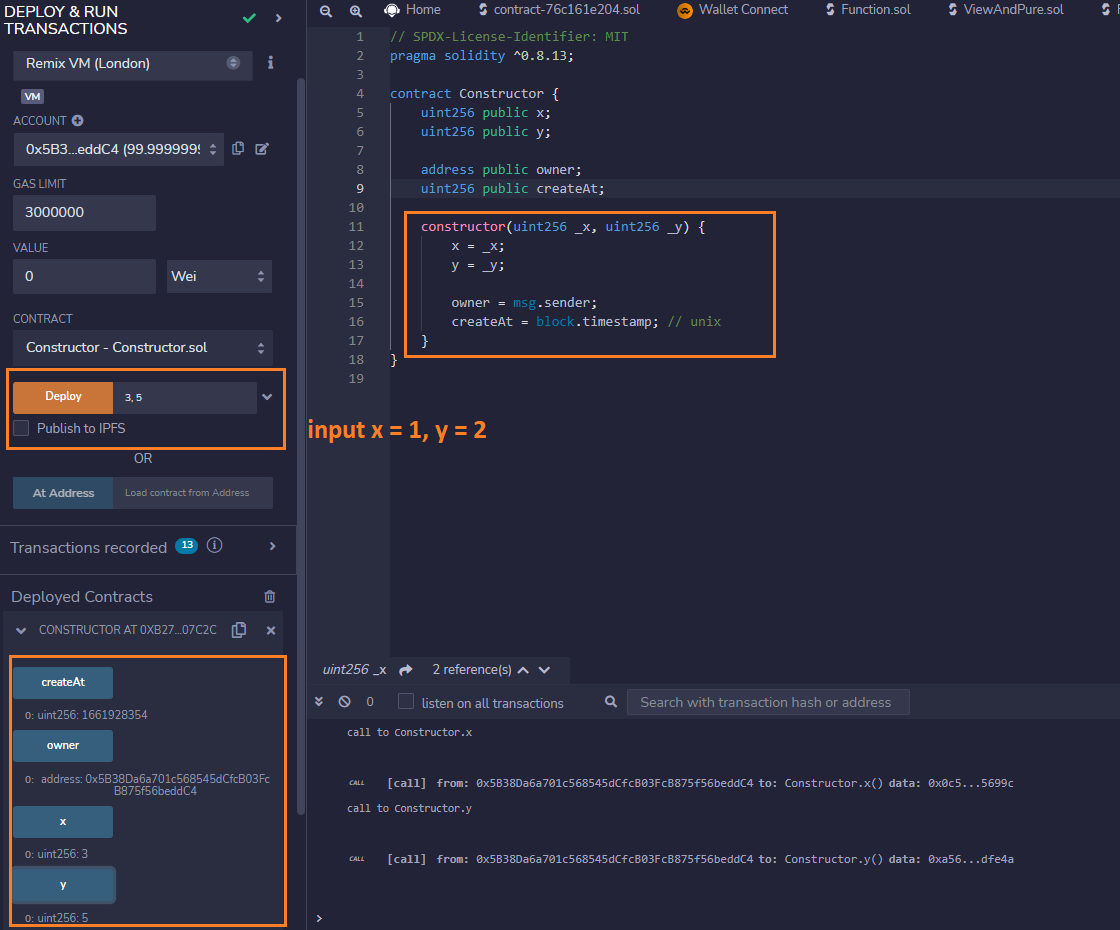 DEPLOY & RUN
TRANSACTIONS
Remix VM (London)
VM
ACCOUNT
0x5B3...eddC4 (99.9999999
GAS LIMIT
3000000
VALUE
0
Wei
CONTRACT
Constructor - Constructor.sol
Deploy
3, 5
Publish to IPFS
OR
At Address
Load contract from Address
Transactions recorded
13
Deployed Contracts
CONSTRUCTOR AT 0XB27...07C2C
createAt
0: uint256: 1661928354
owner
0: address: 0x5B38Da6a701c568545dCfcB03Fc
B875f56beddC4
x
0: uint256: 3
y
0: uint256: 5
Home
contract-76c161e204.sol
Wallet Connect
Function.sol
ViewAndPure.sol
1 // SPDX-License-Identifier: MIT
2 pragma solidity ^0.8.13;
3
4 contract Constructor {
5 uint256 public x;
6 uint256 public y;
7
8 address public owner;
9 uint256 public createAt;
10
11 constructor(uint256 _x, uint256 _y) {
12 x = _x;
13 y = _y;
14
15 owner = msg.sender;
16 createAt = block.timestamp; // unix
17 }
18 }
19
input x = 1, y = 2
uint256 _x
2 reference(s)
0
listen on all transactions
Search with transaction hash or address
call to Constructor.x
CALL [call] from: 0x5B38Da6a701c568545dCfcB03FcB875f56beddC4 to: Constructor.x() data: 0x0c5...5699c
call to Constructor.y
CALL [call] from: 0x5B38Da6a701c568545dCfcB03FcB875f56beddC4 to: Constructor.y() data: 0xa56...dfe4a
>